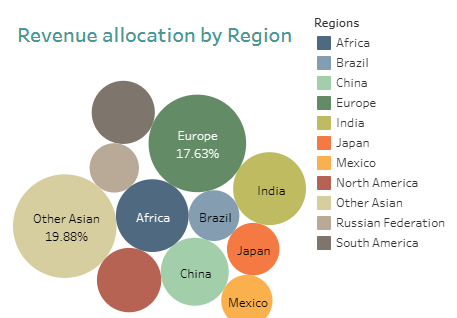 Revenue allocation by Region
Regions
Africa
Brazil
China
Europe
India
Japan
Mexico
North America
Other Asian
Russian Federation
South America
Europe
17.63%
India
Other Asian
19.88%
Africa
Brazil
Japan
China
Mexico